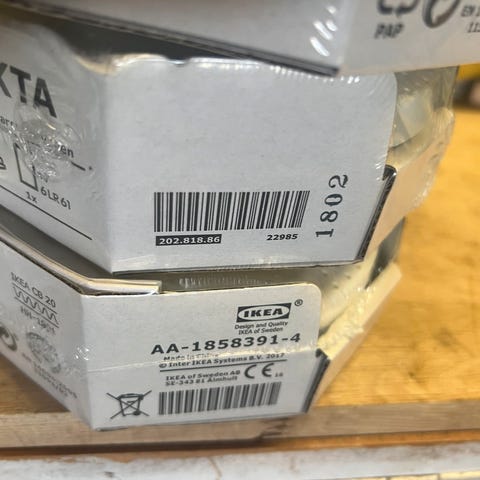 PAP
KTA
6LR61
1x
202.818.86
22985
1802
IKEA CB 20
IKEA
®
Design and Quality
IKEA of Sweden
AA-1858391-4
Made in China
© Inter IKEA Systems B.V. 2017
IKEA of Sweden AB
SE-343 81 Älmhult
CE